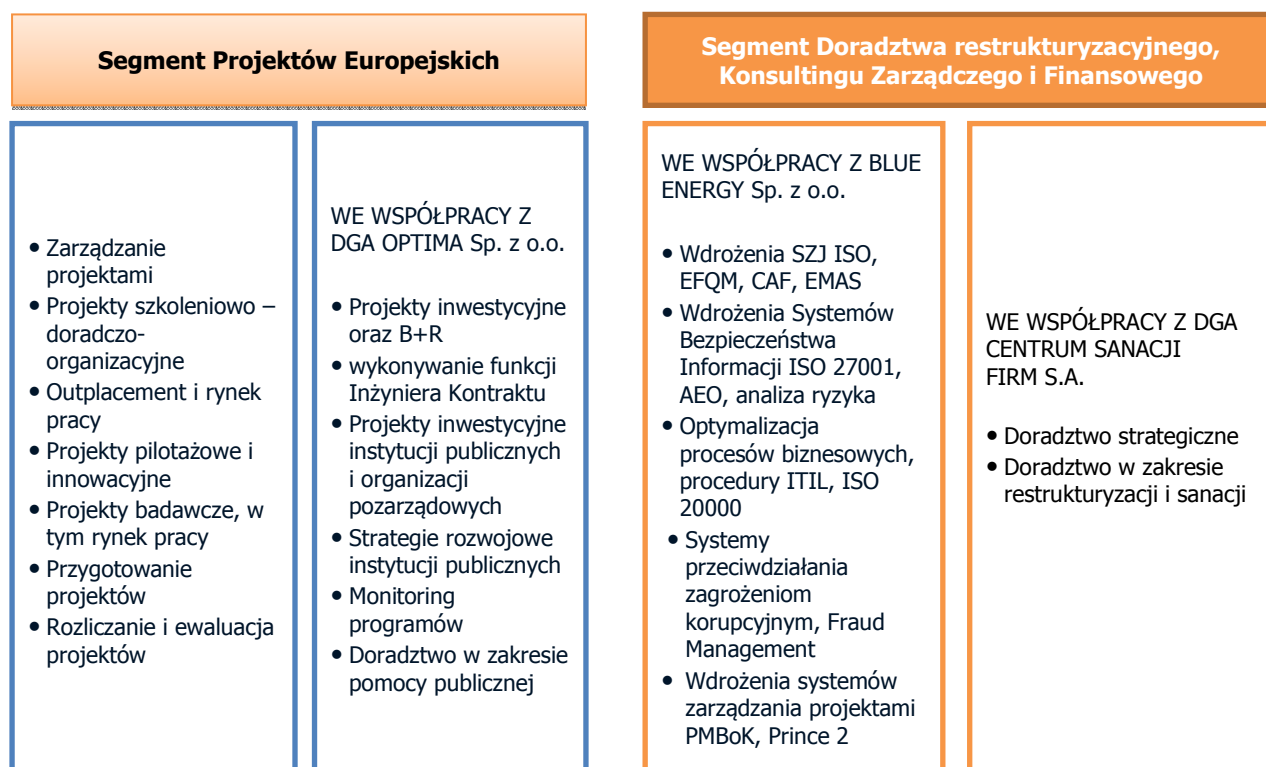 Segment Projektów Europejskich
Segment Doradztwa restrukturyzacyjnego,
Konsultingu Zarządczego i Finansowego
• Zarządzanie
projektami
• Projekty szkoleniowo –
doradczo-
organizacyjne
• Outplacement i rynek
pracy
• Projekty pilotażowe i
innowacyjne
• Projekty badawcze, w
tym rynek pracy
• Przygotowanie
projektów
• Rozliczanie i ewaluacja
projektów
WE WSPÓŁPRACY Z
DGA OPTIMA Sp. z o.o.
• Projekty inwestycyjne
oraz B+R
• wykonywanie funkcji
Inżyniera Kontraktu
• Projekty inwestycyjne
instytucji publicznych
i organizacji
pozarządowych
• Strategie rozwojowe
instytucji publicznych
• Monitoring
programów
• Doradztwo w zakresie
pomocy publicznej
WE WSPÓŁPRACY Z BLUE
ENERGY Sp. z o.o.
• Wdrożenia SZJ ISO,
EFQM, CAF, EMAS
• Wdrożenia Systemów
Bezpieczeństwa
Informacji ISO 27001,
AEO, analiza ryzyka
• Optymalizacja
procesów biznesowych,
procedury ITIL, ISO
20000
• Systemy
przeciwdziałania
zagrożeniom
korupcyjnym, Fraud
Management
• Wdrożenia systemów
zarządzania projektami
PMBoK, Prince 2
WE WSPÓŁPRACY Z DGA
CENTRUM SANACJI
FIRM S.A.
• Doradztwo strategiczne
• Doradztwo w zakresie
restrukturyzacji i sanacji